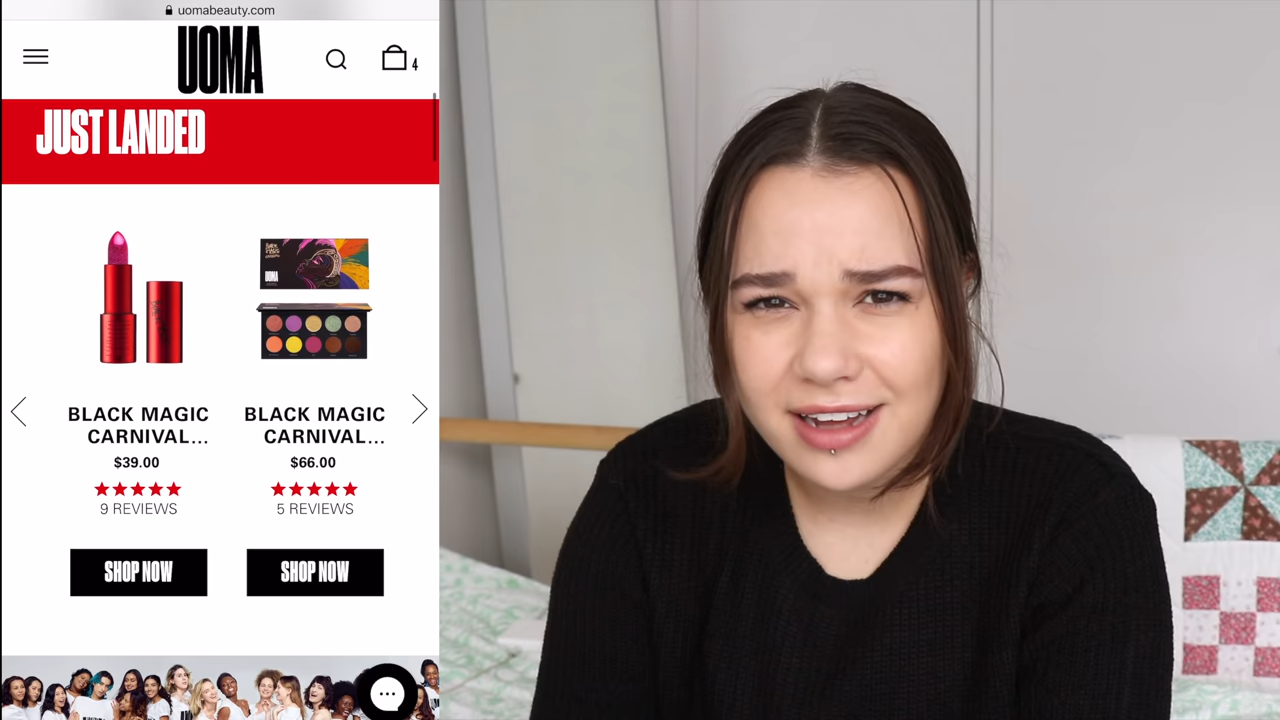 uomabeauty.com
UOMA
4
JUST LANDED
BLACK MAGIC
CARNIVAL...
$39.00
9 REVIEWS
SHOP NOW
BLACK MAGIC
CARNIVAL...
$66.00
5 REVIEWS
SHOP NOW